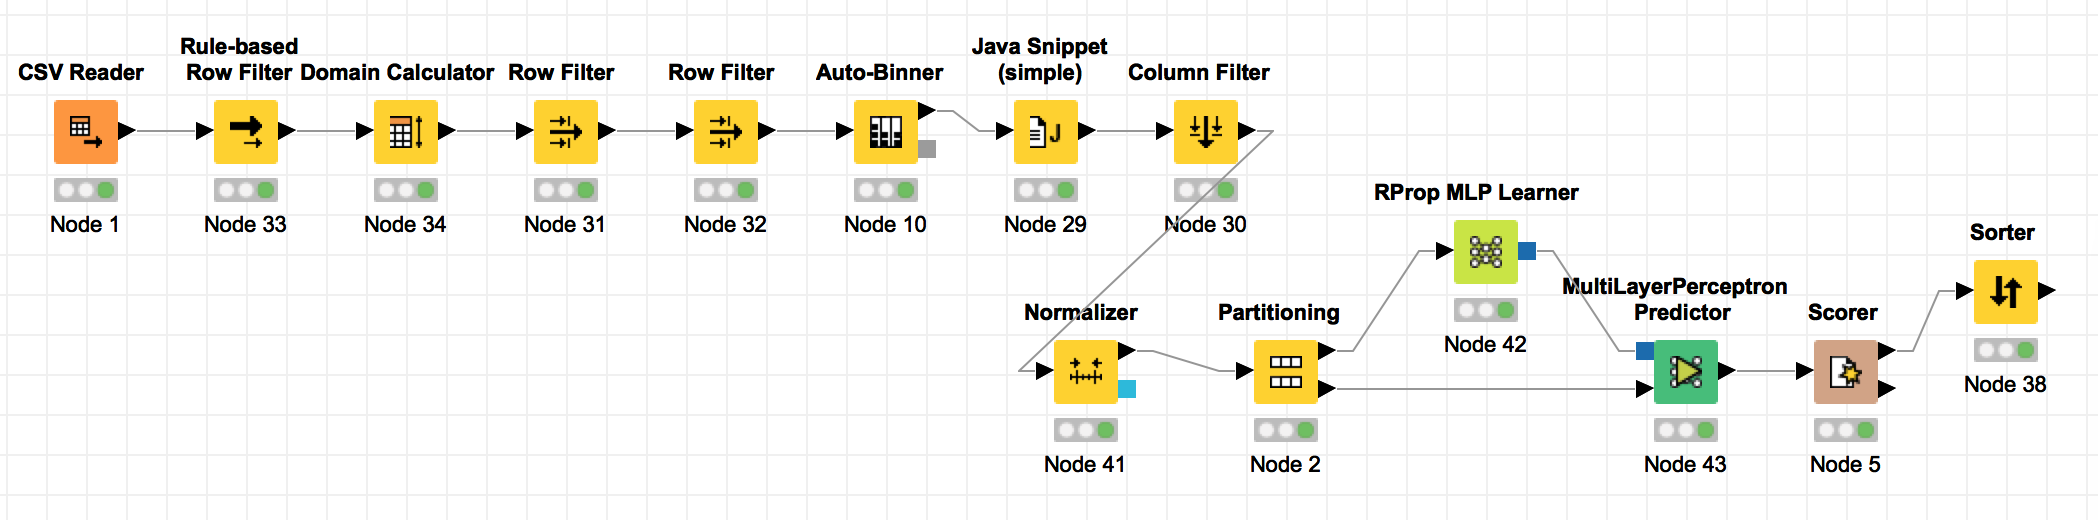 CSV Reader
Node 1
Rule-based
Row Filter
Node 33
Domain Calculator
Node 34
Row Filter
Node 31
Row Filter
Node 32
Auto-Binner
Node 10
Java Snippet
(simple)
J
Node 29
Column Filter
Node 30
Normalizer
Node 41
Partitioning
Node 2
RProp MLP Learner
Node 42
MultiLayerPerceptron
Predictor
Node 43
Scorer
Node 5
Sorter
Node 38